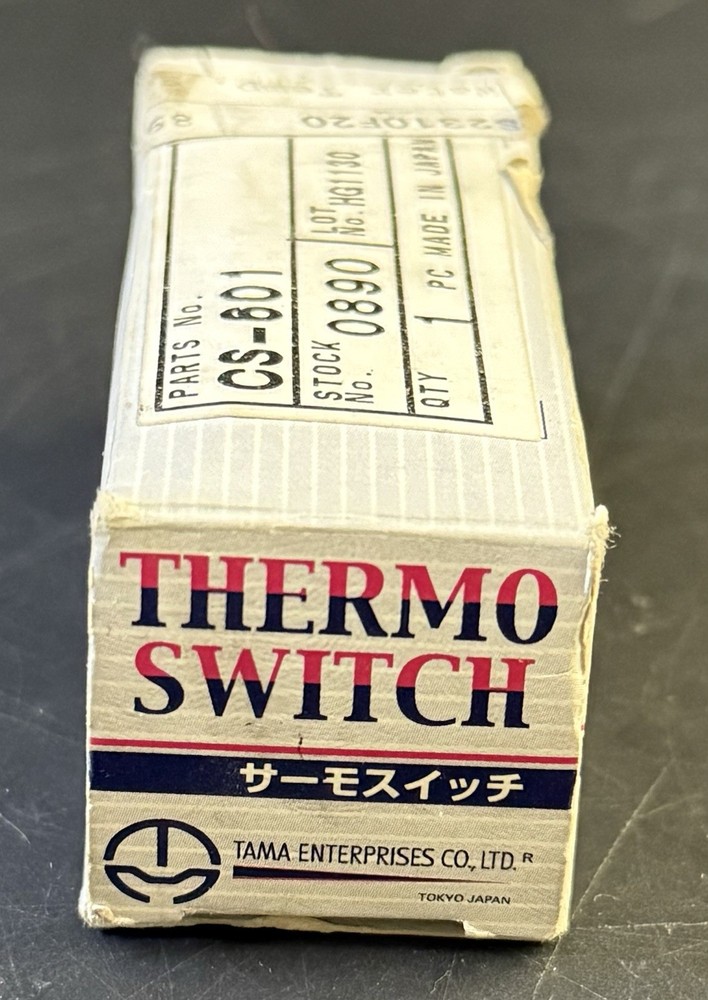 PARTS No.
CS-601
STOCK No. 0890
LOT No. HG1130
QTY 1 PC MADE IN JAPAN
THERMO
SWITCH
サーモスイッチ
TAMA ENTERPRISES CO., LTD. R
TOKYO JAPAN